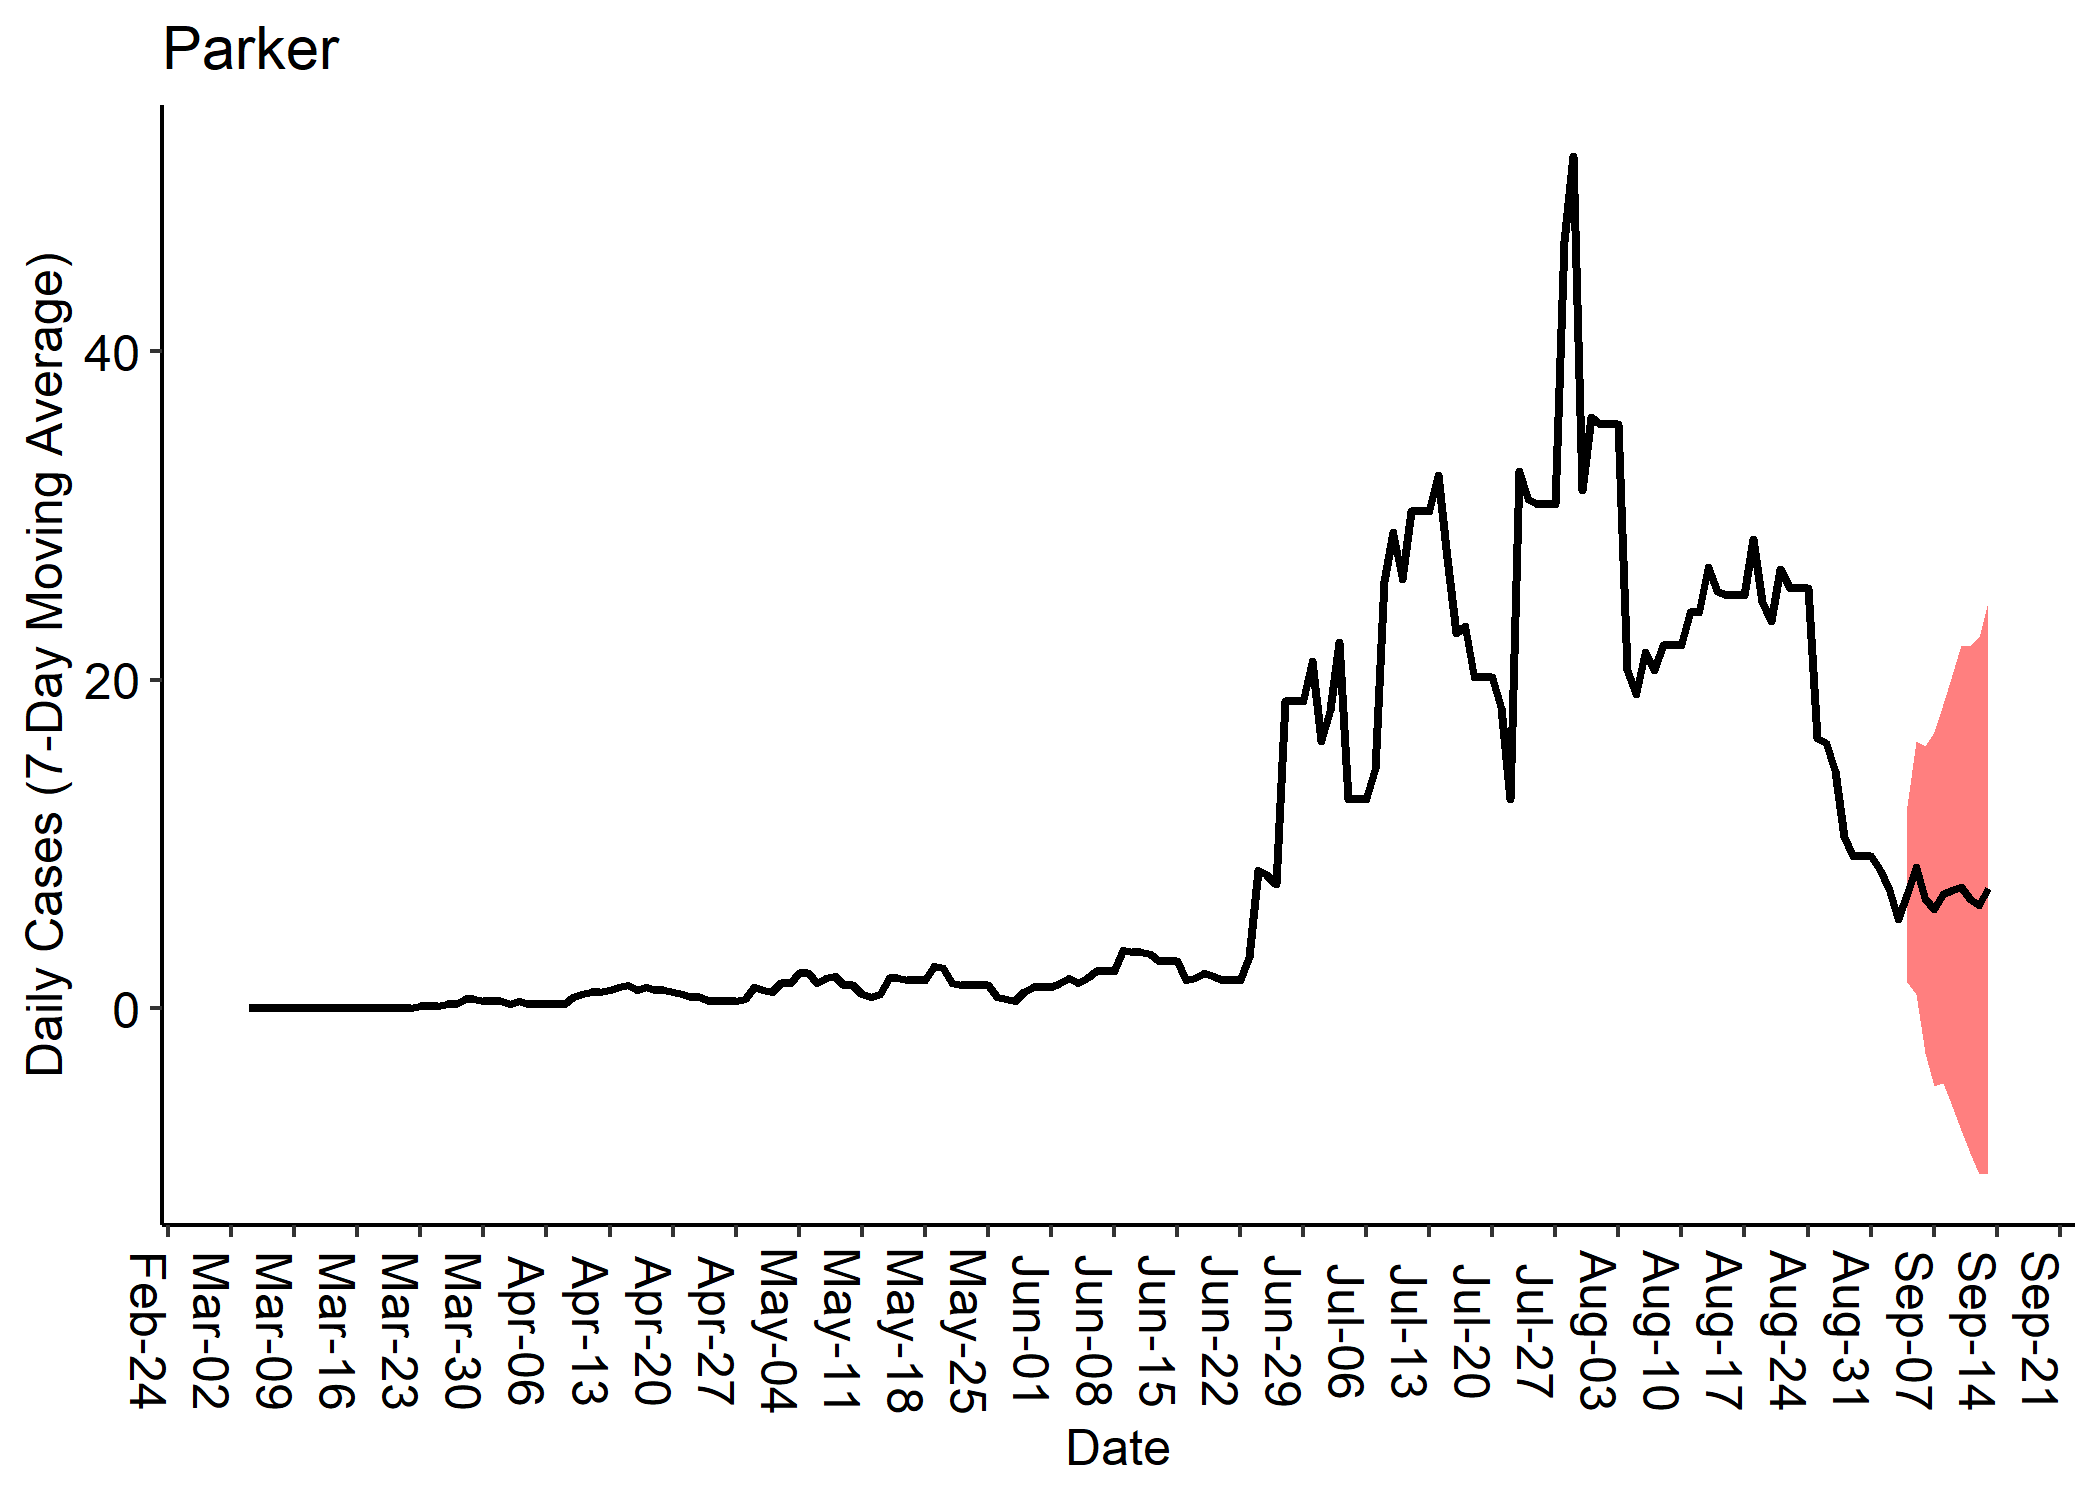 Parker
Daily Cases (7-Day Moving Average)
40
20
0
Feb-24
Mar-02
Mar-09
Mar-16
Mar-23
Mar-30
Apr-06
Apr-13
Apr-20
Apr-27
May-04
May-11
May-18
May-25
Jun-01
Jun-08
Jun-15
Jun-22
Jun-29
Jul-06
Jul-13
Jul-20
Jul-27
Aug-03
Aug-10
Aug-17
Aug-24
Aug-31
Sep-07
Sep-14
Sep-21
Date